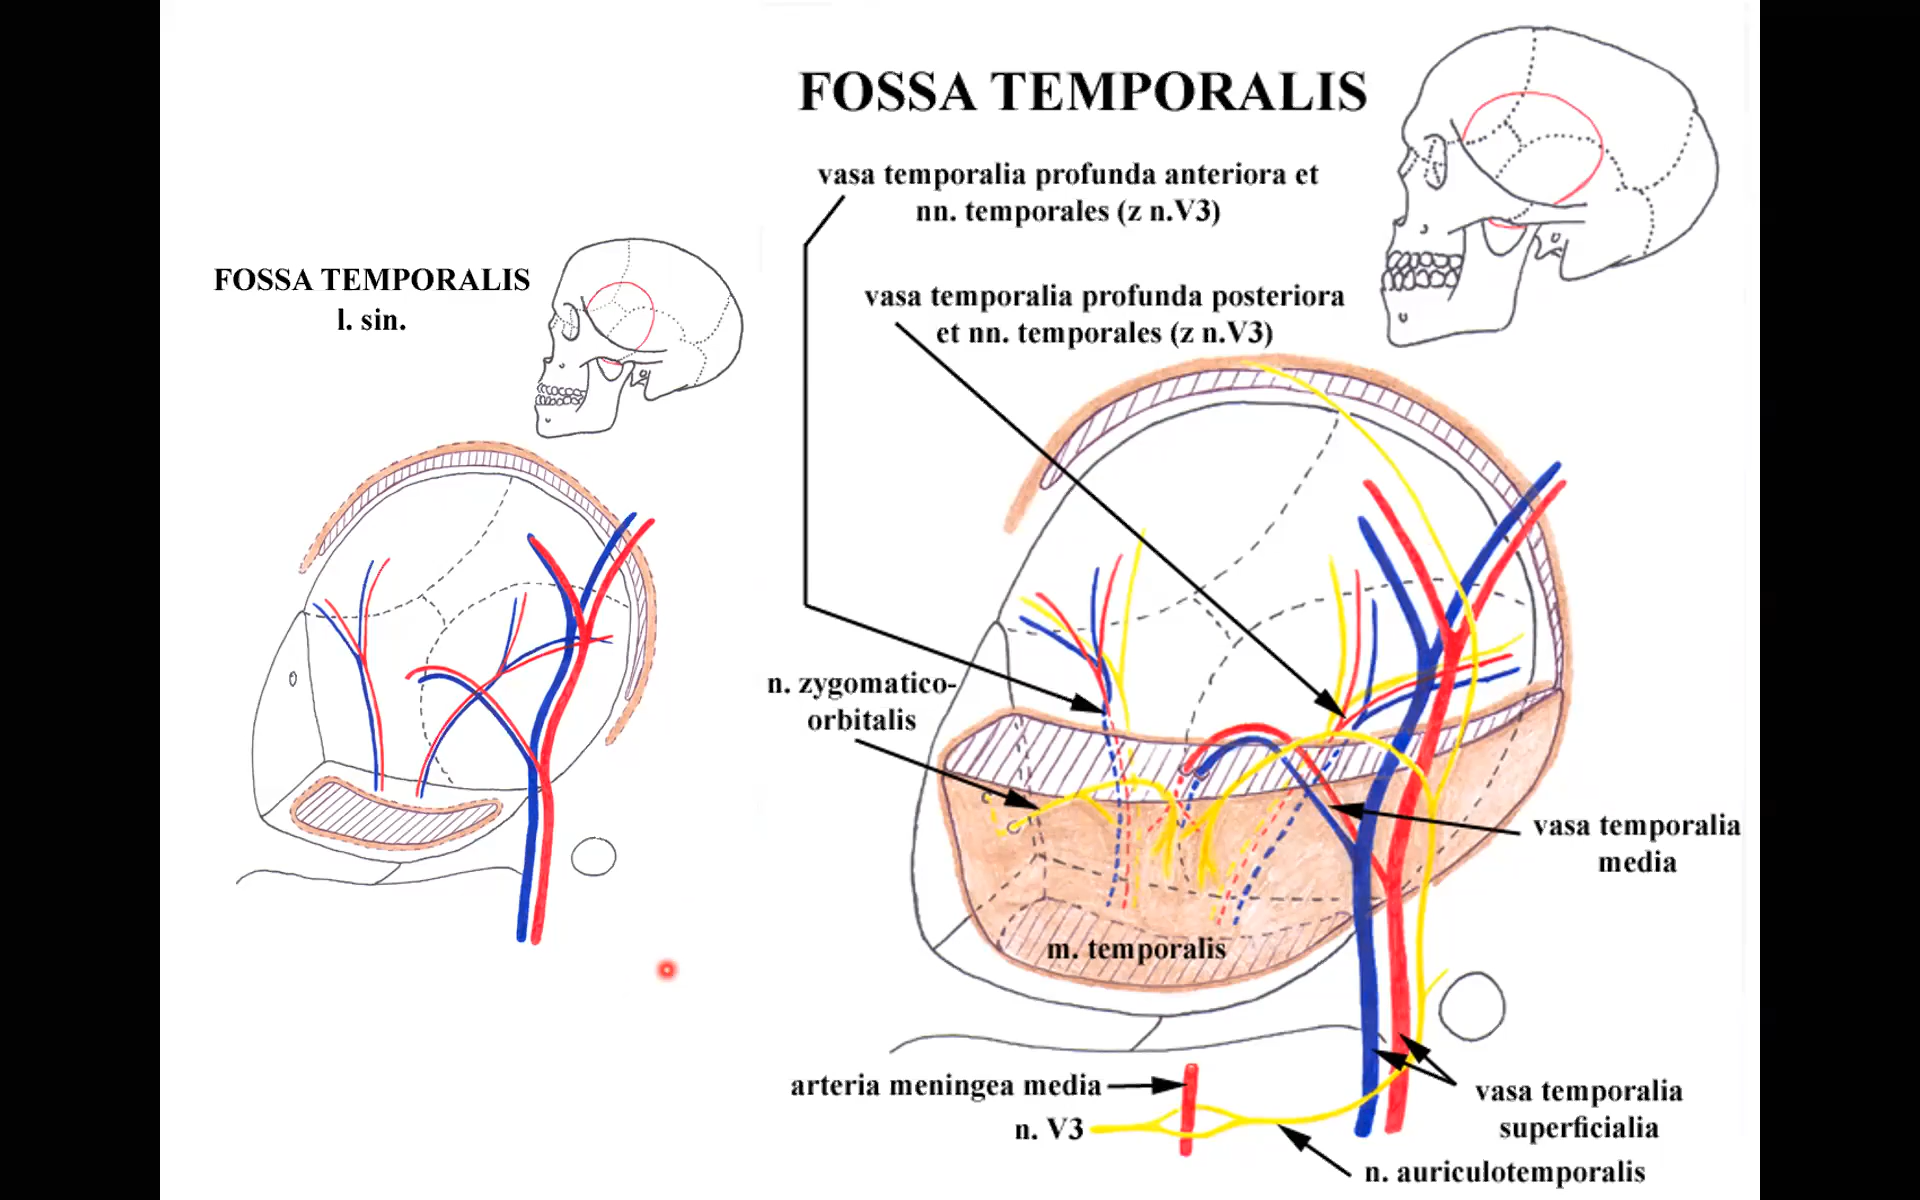 FOSSA TEMPORALIS
l. sin.
FOSSA TEMPORALIS
vasa temporalia profunda anteriora et
nn. temporales (z n.V3)
vasa temporalia profunda posteriora
et nn. temporales (z n.V3)
n. zygomatico-
orbitalis
vasa temporalia
media
m. temporalis
arteria meningea media
n. V3
vasa temporalia
superficialia
n. auriculotemporalis